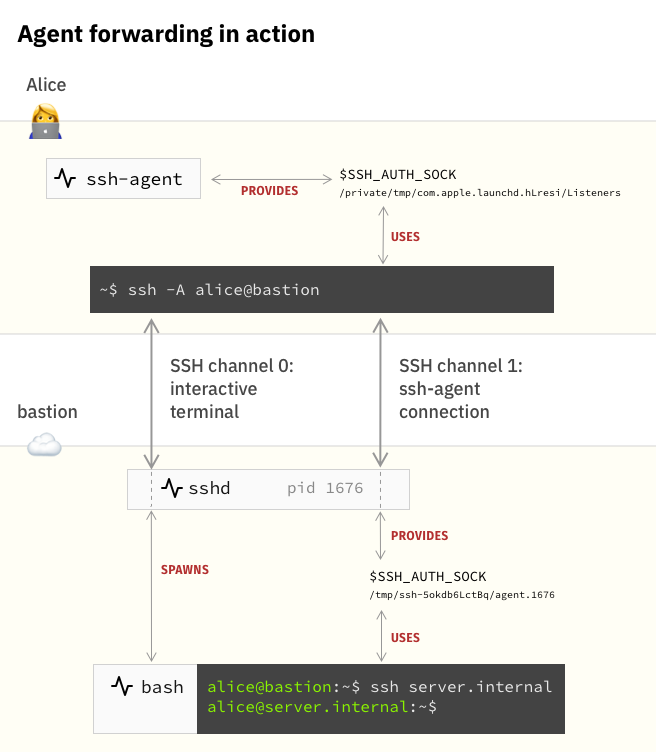 Agent forwarding in action
Alice
ssh-agent
PROVIDES
$SSH_AUTH_SOCK
/private/tmp/com.apple.launchd.hLresi/Listeners
USES
~$ ssh -A alice@bastion
SSH channel 0:
interactive
terminal
SSH channel 1:
ssh-agent
connection
bastion
sshd
pid 1676
PROVIDES
SPAWNS
$SSH_AUTH_SOCK
/tmp/ssh-5okdb6LctBq/agent.1676
USES
bash
alice@bastion:~$ ssh server.internal
alice@server.internal:~$